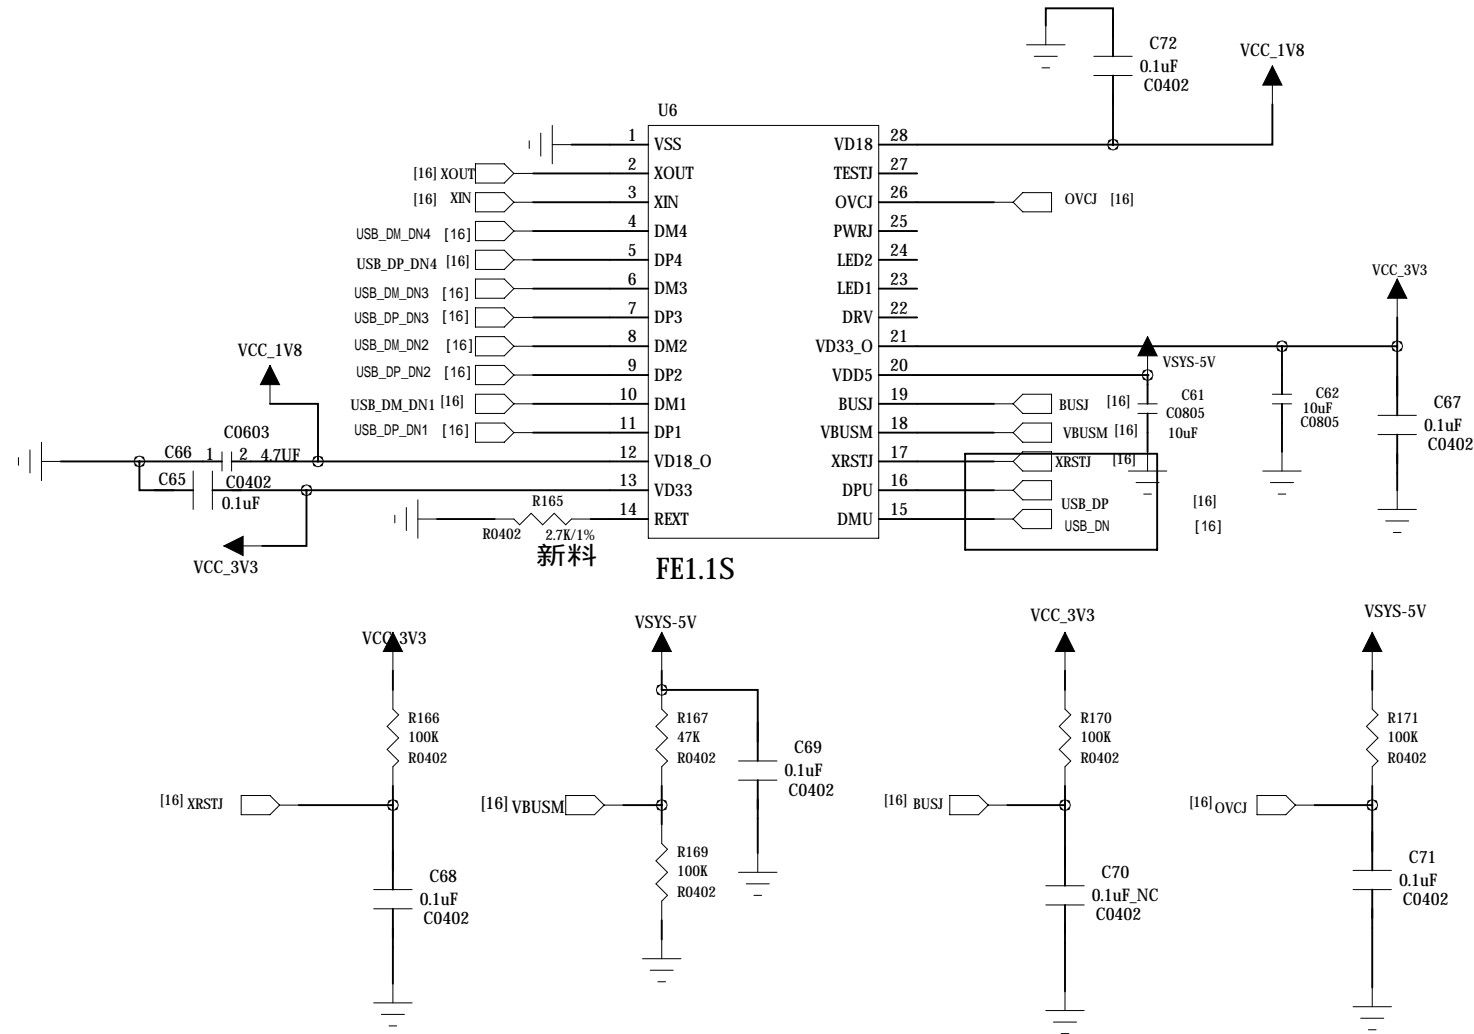 C72
0.1uF
C0402
VCC_1V8
U6
1 VSS
2 XOUT
3 XIN
4 DM4
5 DP4
6 DM3
7 DP3
8 DM2
9 DP2
10 DM1
11 DP1
12 VD18_O
13 VD33
14 REXT
VD18 28
TESTJ 27
OVCJ 26
PWRJ 25
LED2 24
LED1 23
DRV 22
VD33_O 21
VDD5 20
BUSJ 19
VBUSM 18
XRSTJ 17
DPU 16
DMU 15
[16] XOUT
[16] XIN
USB_DM_DN4 [16]
USB_DP_DN4 [16]
USB_DM_DN3 [16]
USB_DP_DN3 [16]
USB_DM_DN2 [16]
USB_DP_DN2 [16]
USB_DM_DN1 [16]
USB_DP_DN1 [16]
VCC_1V8
C0603
C66 1 2 4.7UF
C65 C0402
0.1uF
VCC_3V3
R165
R0402 2.7K/1%
新料
FE1.1S
OVCJ [16]
VCC_3V3
VSYS-5V
BUSJ [16]
VBUSM [16]
XRSTJ [16]
USB_DP [16]
USB_DN [16]
C61
C0805
10uF
C62
10uF
C0805
C67
0.1uF
C0402
VCC_3V3
R166
100K
R0402
[16] XRSTJ
C68
0.1uF
C0402
VSYS-5V
R167
47K
R0402
C69
0.1uF
C0402
[16] VBUSM
R169
100K
R0402
VCC_3V3
R170
100K
R0402
[16] BUSJ
C70
0.1uF_NC
C0402
VSYS-5V
R171
100K
R0402
[16] OVCJ
C71
0.1uF
C0402